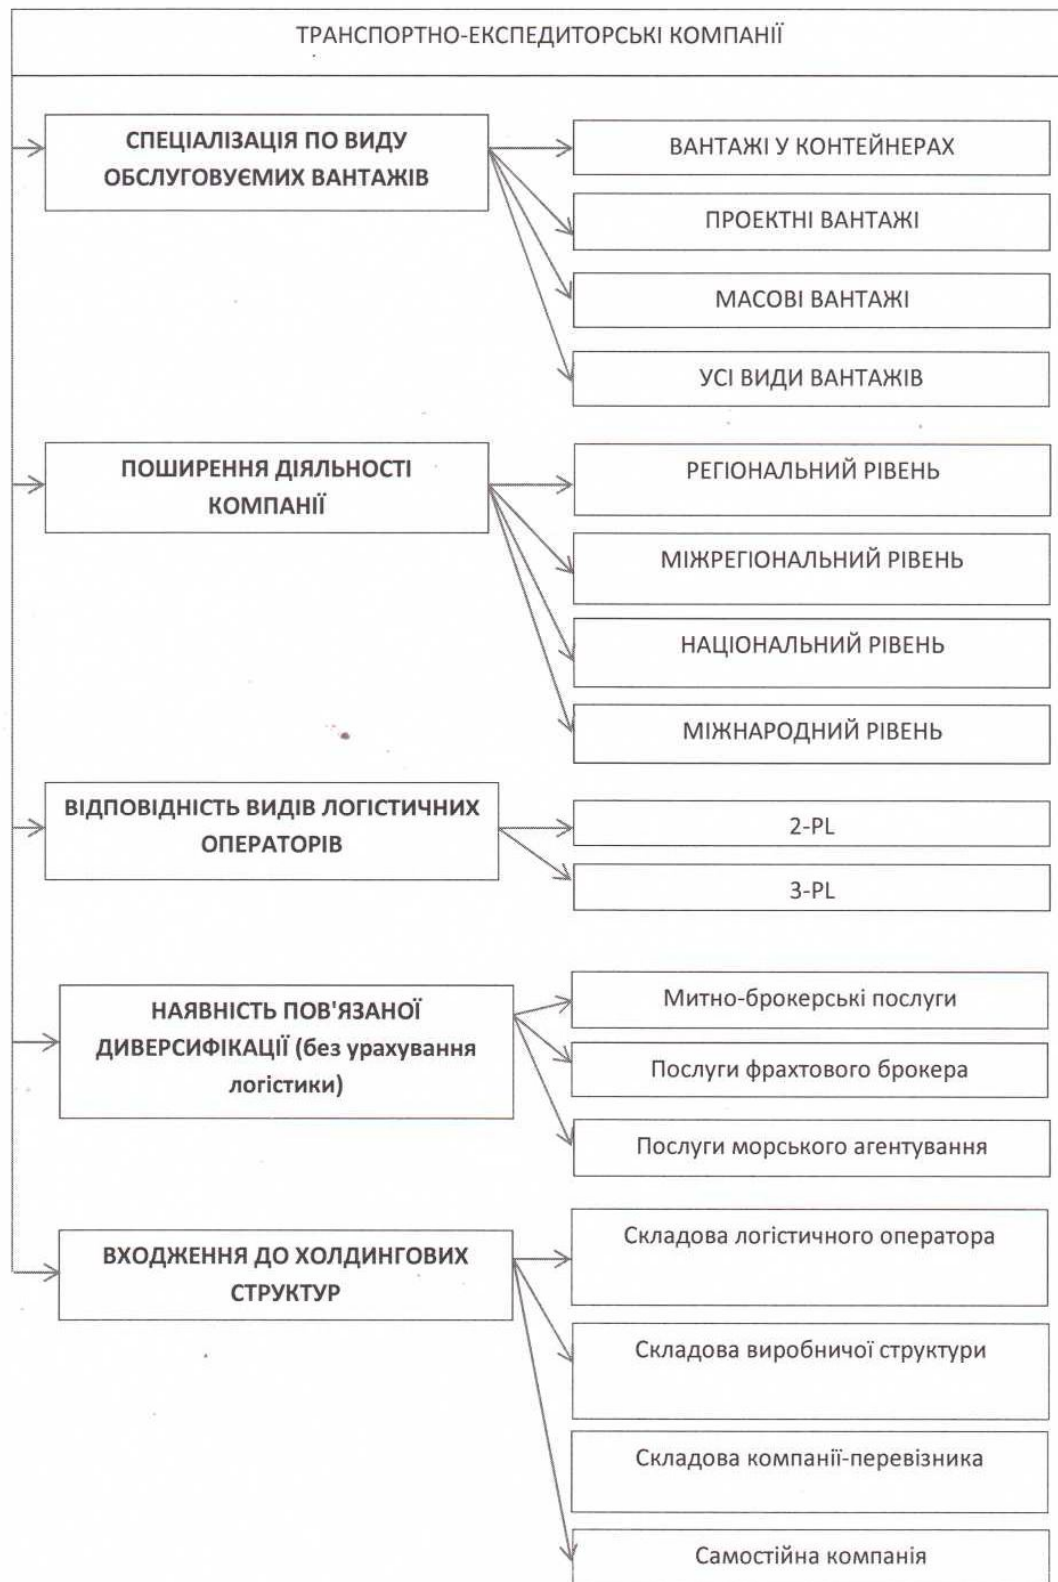 ТРАНСПОРТНО-ЕКСПЕДИТОРСЬКІ КОМПАНІЇ
СПЕЦІАЛІЗАЦІЯ ПО ВИДУ
ОБСЛУГОВУЄМИХ ВАНТАЖІВ
ВАНТАЖІ У КОНТЕЙНЕРАХ
ПРОЕКТНІ ВАНТАЖІ
МАСОВІ ВАНТАЖІ
УСІ ВИДИ ВАНТАЖІВ
ПОШИРЕННЯ ДІЯЛЬНОСТІ
КОМПАНІЇ
РЕГІОНАЛЬНИЙ РІВЕНЬ
МІЖРЕГІОНАЛЬНИЙ РІВЕНЬ
НАЦІОНАЛЬНИЙ РІВЕНЬ
МІЖНАРОДНИЙ РІВЕНЬ
ВІДПОВІДНІСТЬ ВИДІВ ЛОГІСТИЧНИХ
ОПЕРАТОРІВ
2-PL
3-PL
НАЯВНІСТЬ ПОВ'ЯЗАНОЇ
ДИВЕРСИФІКАЦІЇ (без урахування
логістики)
Митно-брокерські послуги
Послуги фрахтового брокера
Послуги морського агентування
ВХОДЖЕННЯ ДО ХОЛДИНГОВИХ
СТРУКТУР
Складова логістичного оператора
Складова виробничої структури
Складова компанії-перевізника
Самостійна компанія